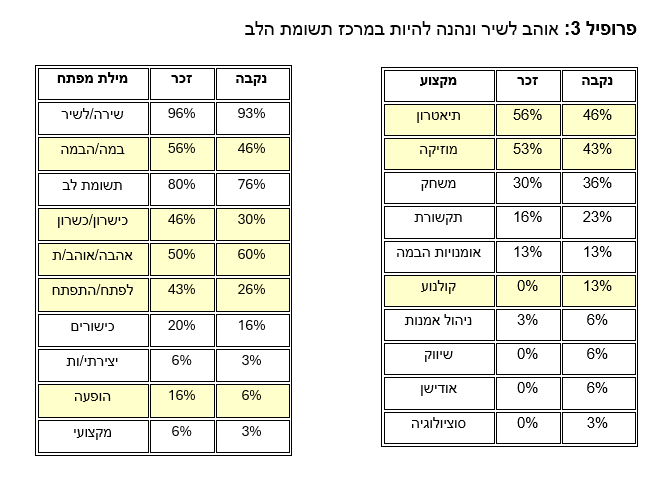 פרופיל 3: אוהב לשיר ונהנה להיות במרכז תשומת הלב
מקצוע זכר נקבה
תיאטרון 56% 46%
מוזיקה 53% 43%
משחק 30% 36%
תקשורת 16% 23%
אומנויות הבמה 13% 13%
קולנוע 0% 13%
ניהול אמנות 3% 6%
שיווק 0% 6%
אודישן 0% 6%
סוציולוגיה 0% 3%
מילת מפתח זכר נקבה
שירה/לשיר 96% 93%
במה/הבמה 56% 46%
תשומת לב 80% 76%
כישרון/כשרון 46% 30%
אהבה/אוהב/ת 50% 60%
לפתח/התפתח 43% 26%
כישורים 20% 16%
יצירתי/ות 6% 3%
הופעה 16% 6%
מקצועי 6% 3%